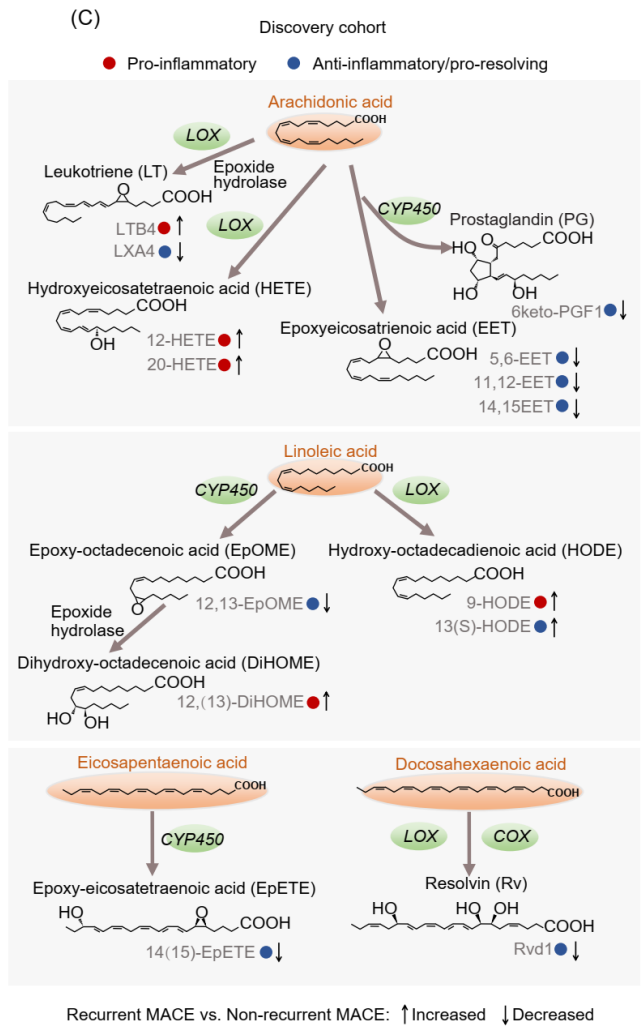 (C)
Discovery cohort
Pro-inflammatory
Anti-inflammatory/pro-resolving
Arachidonic acid
COOH
LOX
Leukotriene (LT)
Epoxide
hydrolase
O
COOH
LTB4
LXA4
LOX
CYP450
Prostaglandin (PG)
HO
O
COOH
HO
OH
6keto-PGF1
Hydroxyeicosatetraenoic acid (HETE)
COOH
OH
12-HETE
20-HETE
Epoxyeicosatrienoic acid (EET)
O
COOH
5,6-EET
11,12-EET
14,15EET
Linoleic acid
COOH
CYP450
LOX
Epoxy-octadecenoic acid (EpOME)
COOH
O
12,13-EpOME
Hydroxy-octadecadienoic acid (HODE)
COOH
9-HODE
13(S)-HODE
Epoxide
hydrolase
Dihydroxy-octadecenoic acid (DiHOME)
COOH
HO
OH
12,(13)-DiHOME
Eicosapentaenoic acid
COOH
CYP450
Epoxy-eicosatetraenoic acid (EpETE)
HO
O
COOH
14(15)-EpETE
Docosahexaenoic acid
COOH
LOX
COX
Resolvin (Rv)
HO
HO
OH
COOH
Rvd1
Recurrent MACE vs. Non-recurrent MACE: ↑Increased ↓Decreased